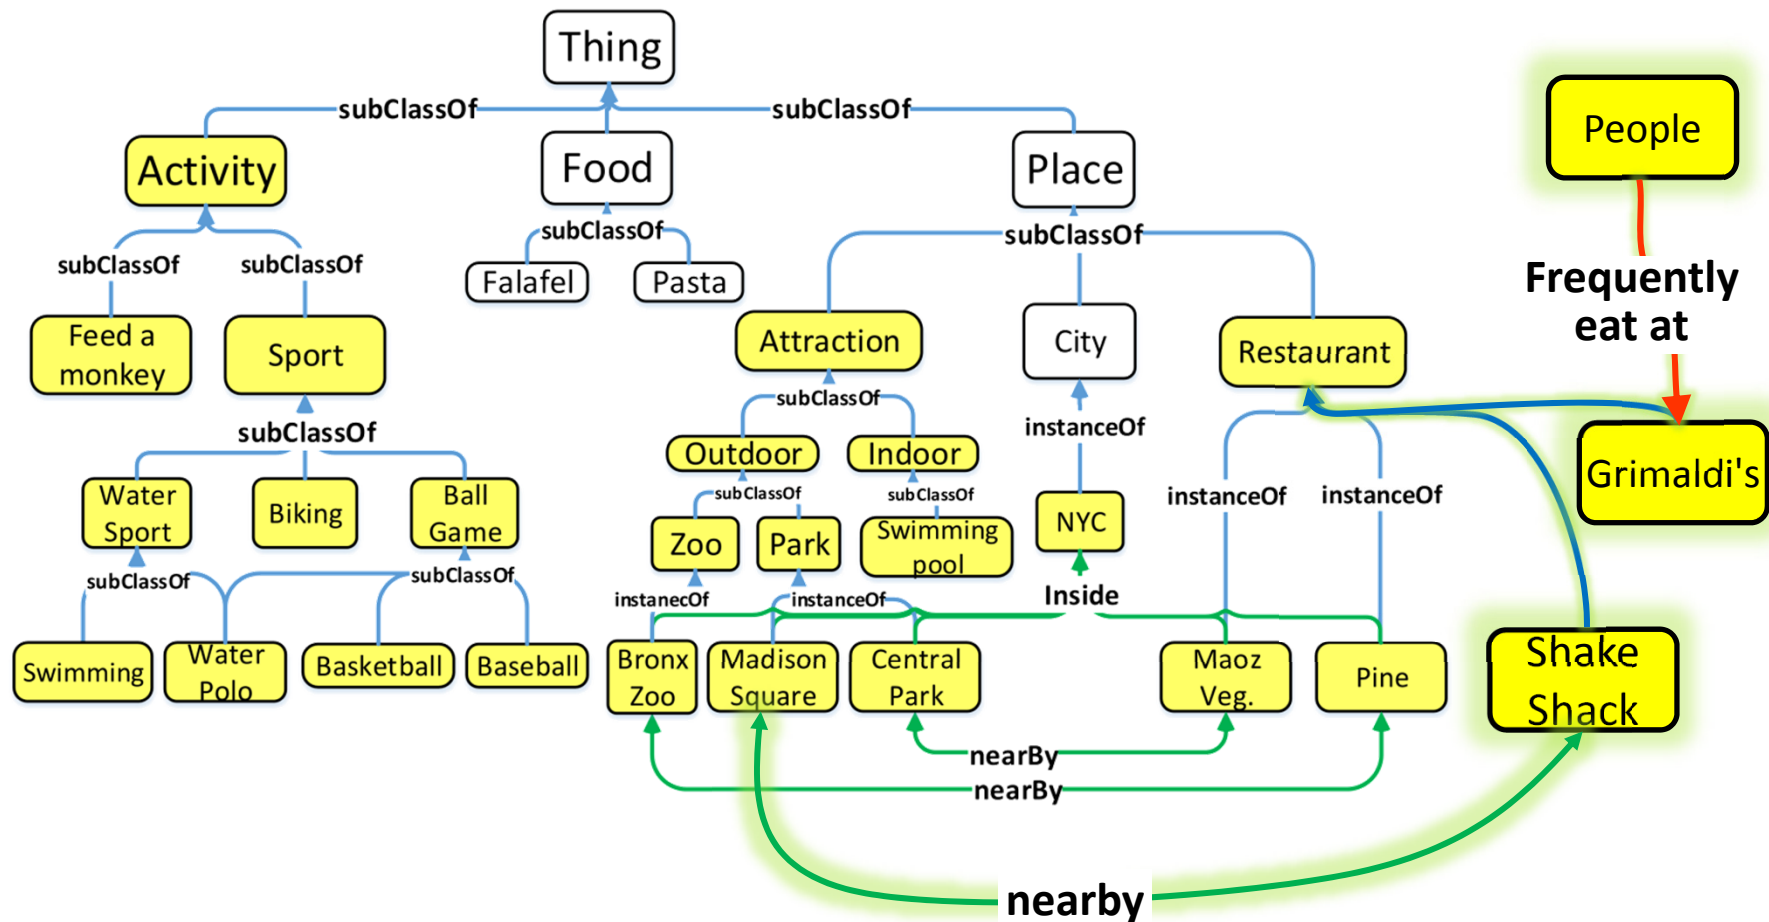 Thing
subClassOf
subClassOf
People
Activity
Food
Place
subClassOf
subClassOf
subClassOf
subClassOf
Falafel
Pasta
Frequently
eat at
Feed a
monkey
Sport
Attraction
City
Restaurant
subClassOf
subClassOf
instanceOf
Outdoor
Indoor
Grimaldi's
Water
Sport
Biking
Ball
Game
subClassOf
subClassOf
instanceOf
instanceOf
Zoo
Park
Swimming
pool
NYC
subClassOf
subClassOf
instanecOf
instanceOf
Inside
Swimming
Water
Polo
Basketball
Baseball
Bronx
Zoo
Madison
Square
Central
Park
Maoz
Veg.
Pine
Shake
Shack
nearBy
nearBy
nearby